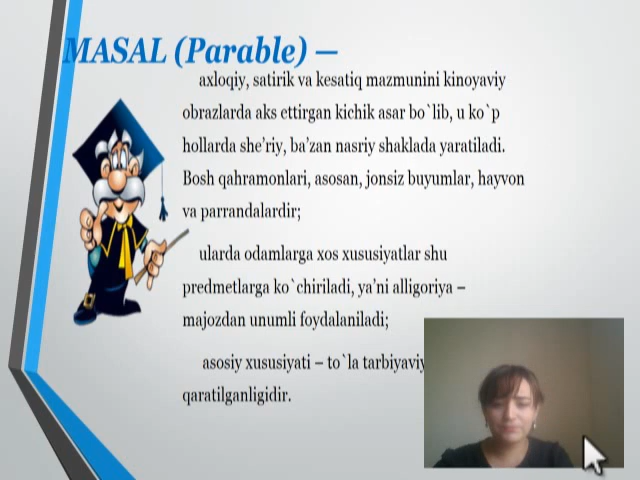 MASAL (Parable) —
axloqiy, satirik va kesatiq mazmunini kinoyaviy
obrazlarda aks ettirgan kichik asar bo`lib, u ko`p
hollarda she’riy, ba’zan nasriy shaklada yaratiladi.
Bosh qahramonlari, asosan, jonsiz buyumlar, hayvon
va parrandalardir;
ularda odamlarga xos xususiyatlar shu
predmetlarga ko`chiriladi, ya’ni alligoriya –
majozdan unumli foydalaniladi;
asosiy xususiyati – to`la tarbiyaviy
qaratilganligidir.